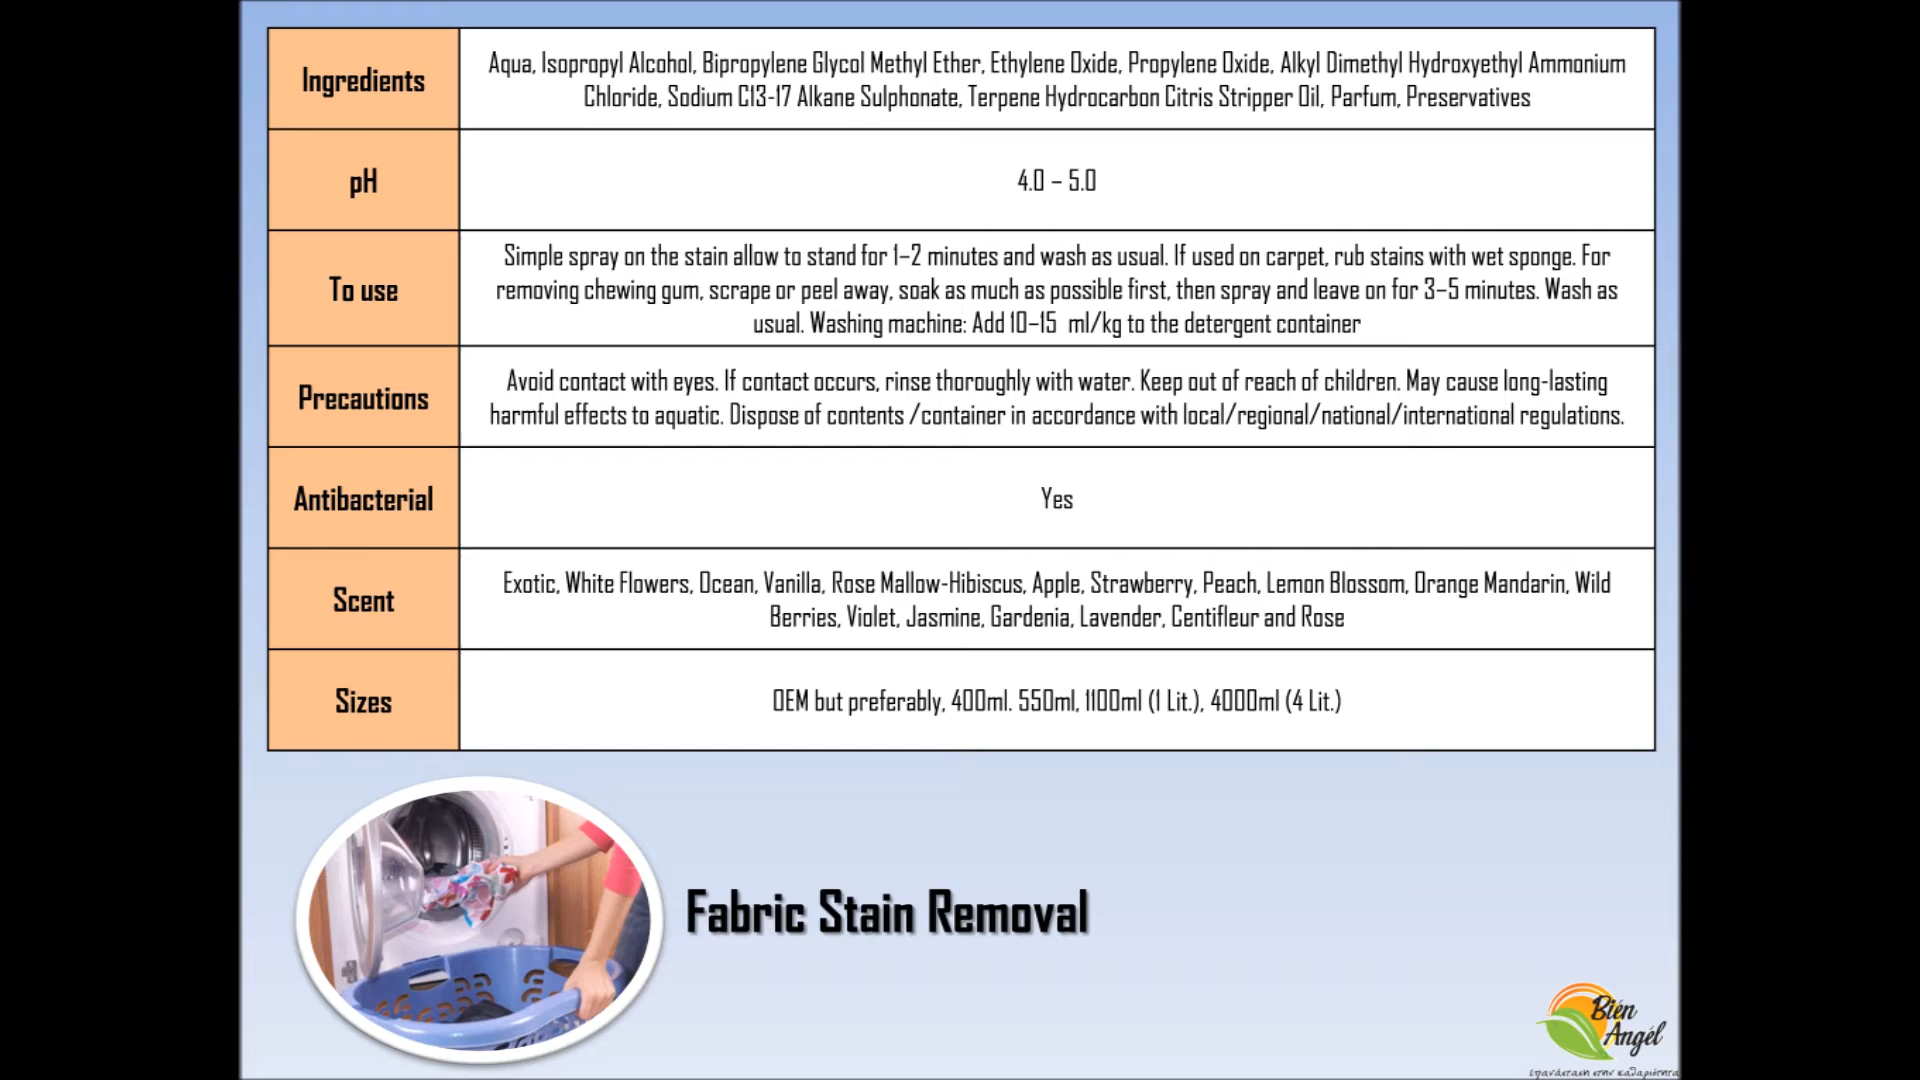 Ingredients
Aqua, Isopropyl Alcohol, Bipropylene Glycol Methyl Ether, Ethylene Oxide, Propylene Oxide, Alkyl Dimethyl Hydroxyethyl Ammonium
Chloride, Sodium C13-17 Alkane Sulphonate, Terpene Hydrocarbon Citris Stripper Oil, Parfum, Preservatives
pH
4.0 – 5.0
To use
Simple spray on the stain allow to stand for 1–2 minutes and wash as usual. If used on carpet, rub stains with wet sponge. For
removing chewing gum, scrape or peel away, soak as much as possible first, then spray and leave on for 3–5 minutes. Wash as
usual. Washing machine: Add 10–15 ml/kg to the detergent container
Precautions
Avoid contact with eyes. If contact occurs, rinse thoroughly with water. Keep out of reach of children. May cause long-lasting
harmful effects to aquatic. Dispose of contents /container in accordance with local/regional/national/international regulations.
Antibacterial
Yes
Scent
Exotic, White Flowers, Ocean, Vanilla, Rose Mallow-Hibiscus, Apple, Strawberry, Peach, Lemon Blossom, Orange Mandarin, Wild
Berries, Violet, Jasmine, Gardenia, Lavender, Centifleur and Rose
Sizes
OEM but preferably, 400ml. 550ml, 1100ml (1 Lit.), 4000ml (4 Lit.)
Fabric Stain Removal
Bién
Angél
επανάσταση στην καθαριότητα